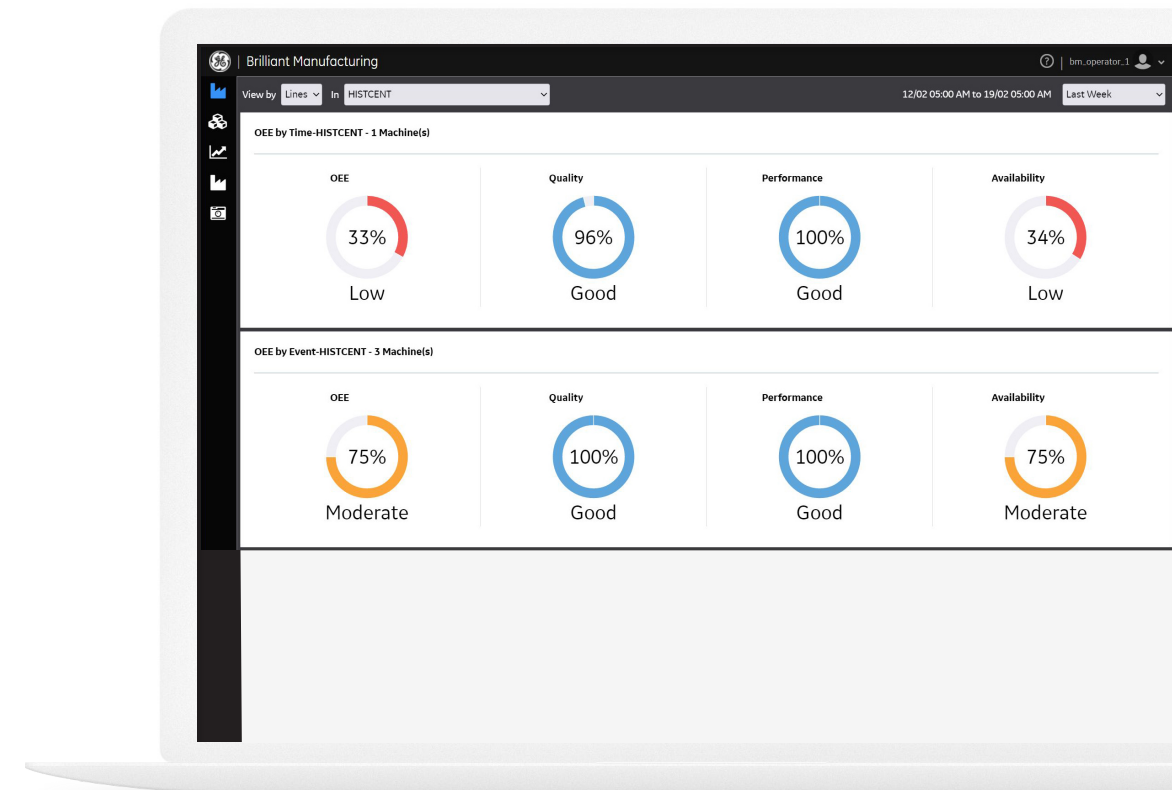 Brilliant Manufacturing
bm_operator_1
View by Lines In HISTCENT 12/02 05:00 AM to 19/02 05:00 AM Last Week
OEE by Time-HISTCENT - 1 Machine(s)
OEE Quality Performance Availability
33% 96% 100% 34%
Low Good Good Low
OEE by Event-HISTCENT - 3 Machine(s)
OEE Quality Performance Availability
75% 100% 100% 75%
Moderate Good Good Moderate